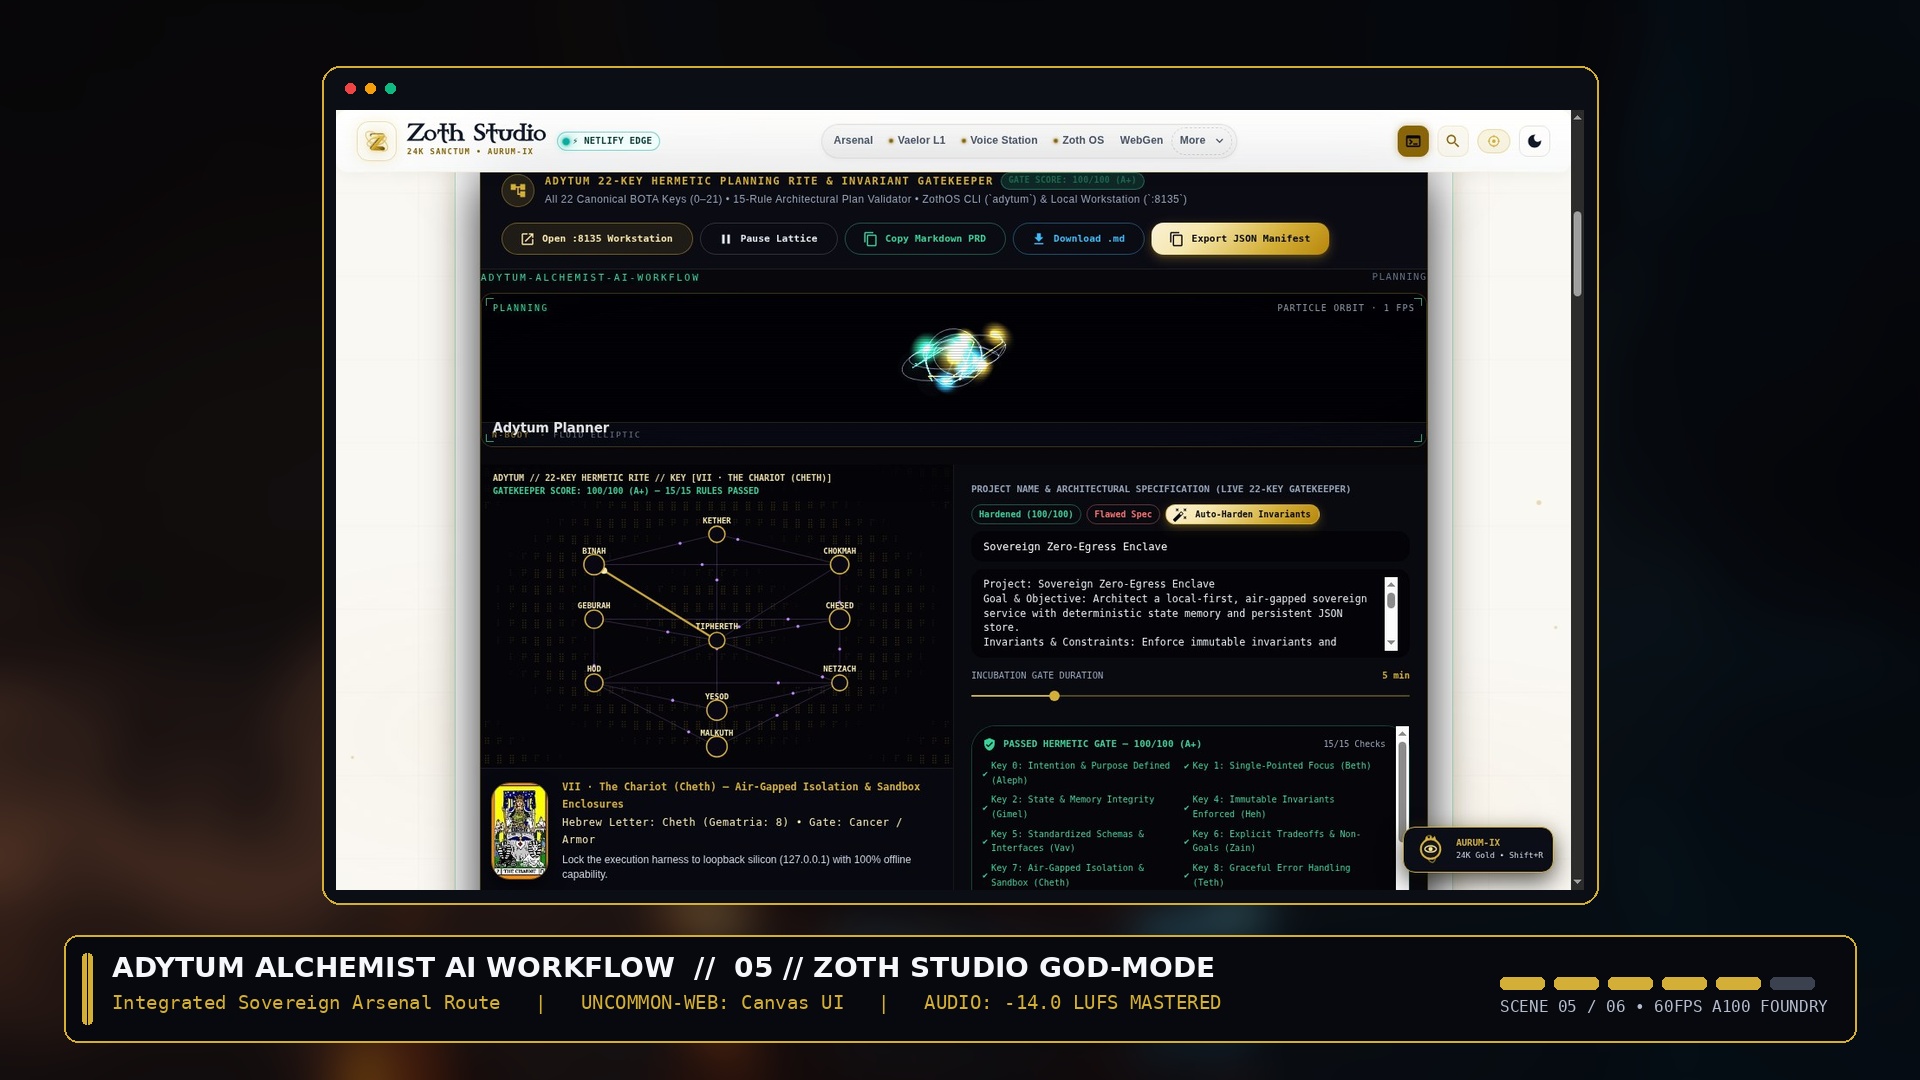 Zoth Studio
24K SANCTUM • AURUM-IX
⚡ NETLIFY EDGE
Arsenal
Vaelor L1
Voice Station
Zoth OS
WebGen
More
ADYTUM 22-KEY HERMETIC PLANNING RITE & INVARIANT GATEKEEPER
GATE SCORE: 100/100 (A+)
All 22 Canonical BOTA Keys (0–21) • 15-Rule Architectural Plan Validator • ZothOS CLI (`adytum`) & Local Workstation (`:8135`)
Open :8135 Workstation
Pause Lattice
Copy Markdown PRD
Download .md
Export JSON Manifest
ADYTUM-ALCHEMIST-AI-WORKFLOW
PLANNING
PLANNING
PARTICLE ORBIT · 1 FPS
Adytum Planner
N-BODY · FLUID ELLIPTIC
ADYTUM // 22-KEY HERMETIC RITE // KEY [VII · THE CHARIOT (CHETH)]
GATEKEEPER SCORE: 100/100 (A+) — 15/15 RULES PASSED
KETHER
BINAH
CHOKMAH
GEBURAH
CHESED
TIPHERETH
HOD
NETZACH
YESOD
MALKUTH
VII · The Chariot (Cheth) — Air-Gapped Isolation & Sandbox
Enclosures
Hebrew Letter: Cheth (Gematria: 8) • Gate: Cancer /
Armor
Lock the execution harness to loopback silicon (127.0.0.1) with 100% offline
capability.
THE CHARIOT
PROJECT NAME & ARCHITECTURAL SPECIFICATION (LIVE 22-KEY GATEKEEPER)
Hardened (100/100)
Flawed Spec
Auto-Harden Invariants
Sovereign Zero-Egress Enclave
Project: Sovereign Zero-Egress Enclave
Goal & Objective: Architect a local-first, air-gapped sovereign
service with deterministic state memory and persistent JSON
store.
Invariants & Constraints: Enforce immutable invariants and
INCUBATION GATE DURATION
5 min
PASSED HERMETIC GATE — 100/100 (A+)
15/15 Checks
✔ Key 0: Intention & Purpose Defined
(Aleph)
✔ Key 1: Single-Pointed Focus (Beth)
✔ Key 2: State & Memory Integrity
(Gimel)
✔ Key 4: Immutable Invariants
Enforced (Heh)
✔ Key 5: Standardized Schemas &
Interfaces (Vav)
✔ Key 6: Explicit Tradeoffs & Non-
Goals (Zain)
✔ Key 7: Air-Gapped Isolation &
Sandbox (Cheth)
✔ Key 8: Graceful Error Handling
(Teth)
AURUM-IX
24K Gold • Shift+R
ADYTUM ALCHEMIST AI WORKFLOW // 05 // ZOTH STUDIO GOD-MODE
Integrated Sovereign Arsenal Route | UNCOMMON-WEB: Canvas UI | AUDIO: -14.0 LUFS MASTERED
SCENE 05 / 06 • 60FPS A100 FOUNDRY